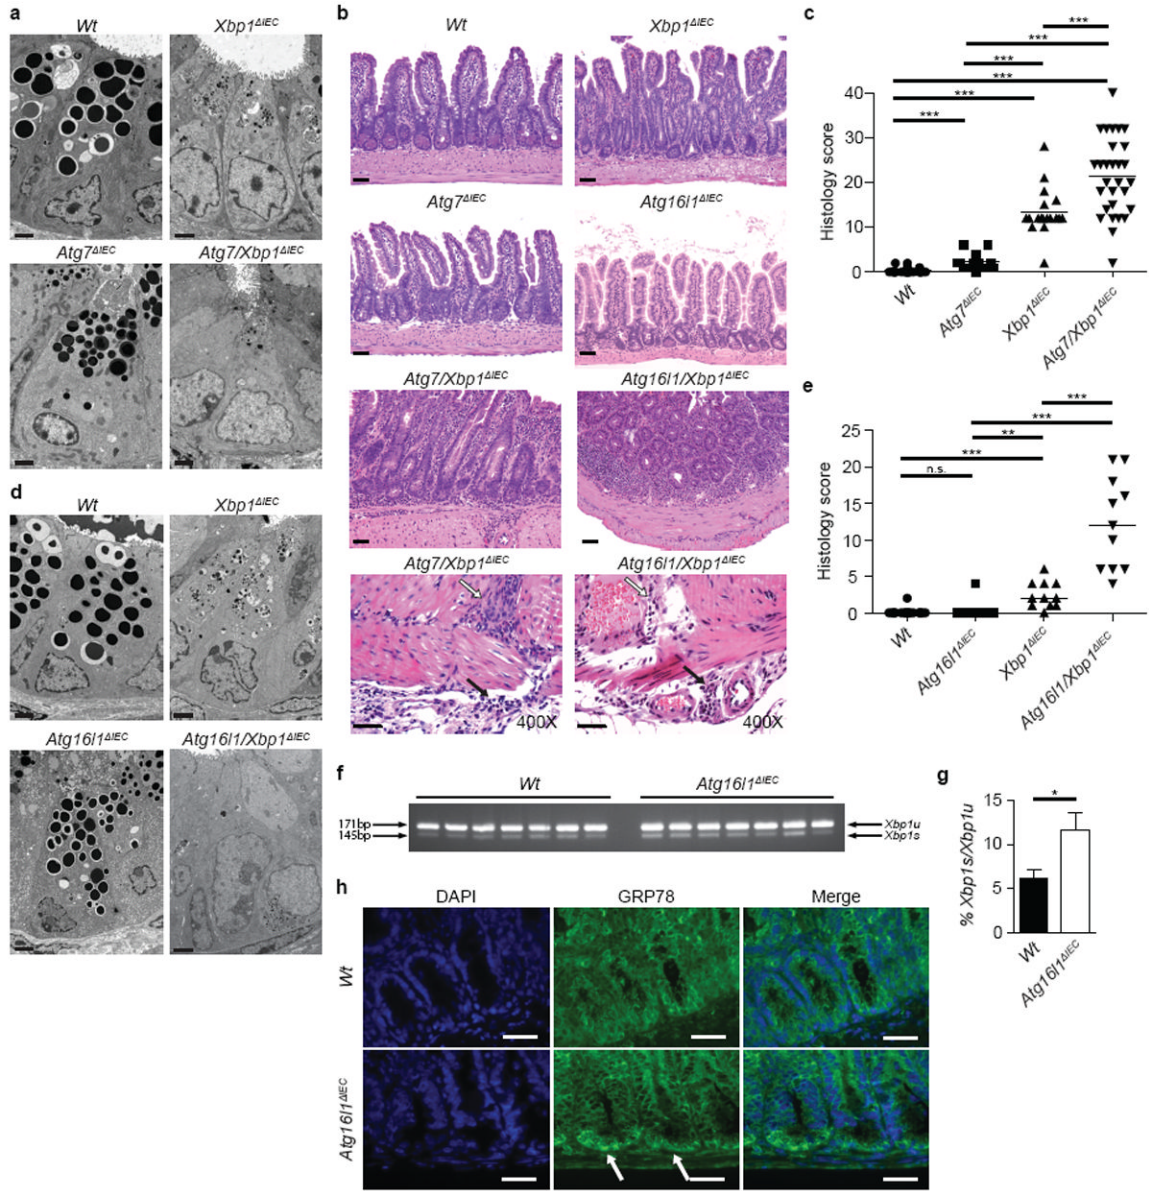 a
Wt
Xbp1ΔIEC
Atg7ΔIEC
Atg7/Xbp1ΔIEC
d
Wt
Xbp1ΔIEC
Atg16l1ΔIEC
Atg16l1/Xbp1ΔIEC
b
Wt
Xbp1ΔIEC
Atg7ΔIEC
Atg16l1ΔIEC
Atg7/Xbp1ΔIEC
Atg16l1/Xbp1ΔIEC
Atg7/Xbp1ΔIEC
Atg16l1/Xbp1ΔIEC
400X
400X
c
***
***
***
***
***
***
Histology score
40
30
20
10
0
Wt
Atg7ΔIEC
Xbp1ΔIEC
Atg7/Xbp1ΔIEC
e
***
***
**
***
n.s.
Histology score
25
20
15
10
5
0
Wt
Atg16l1ΔIEC
Xbp1ΔIEC
Atg16l1/Xbp1ΔIEC
f
Wt
Atg16l1ΔIEC
171bp
145bp
Xbp1u
Xbp1s
g
*
% Xbp1s/Xbp1u
15
10
5
0
Wt
Atg16l1ΔIEC
h
DAPI
GRP78
Merge
Wt
Atg16l1ΔIEC